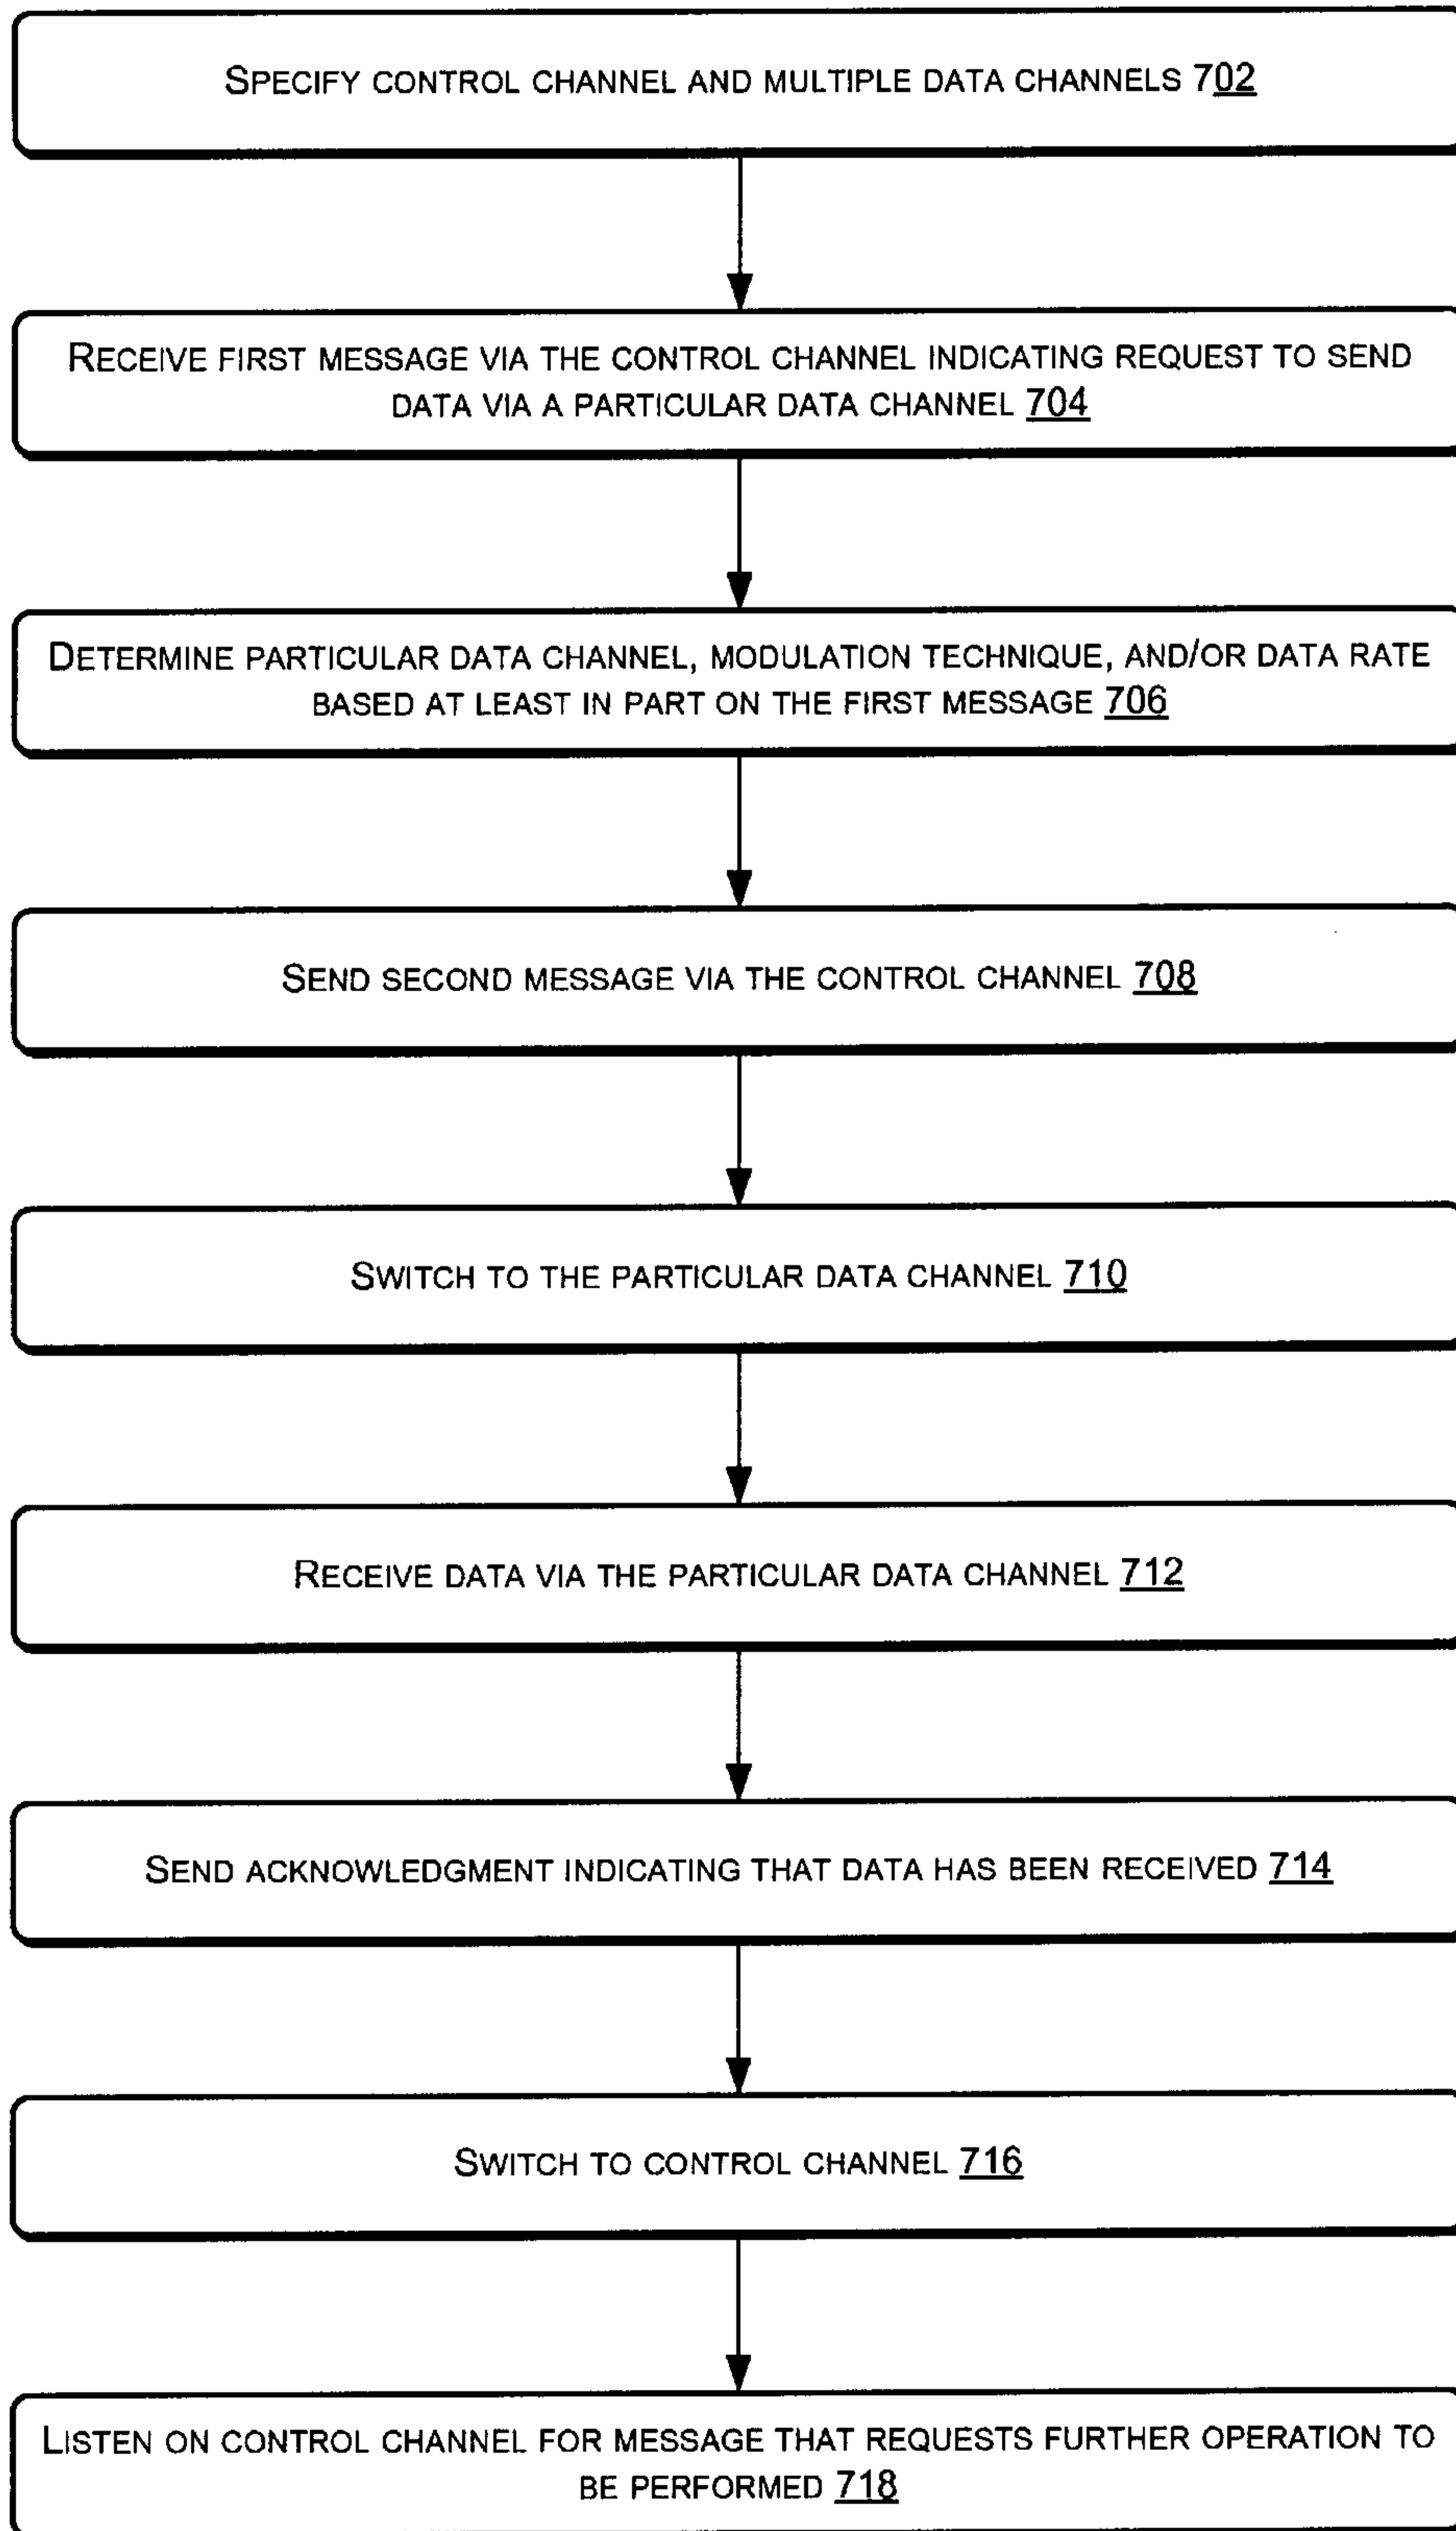 SPECIFY CONTROL CHANNEL AND MULTIPLE DATA CHANNELS 702
RECEIVE FIRST MESSAGE VIA THE CONTROL CHANNEL INDICATING REQUEST TO SEND
DATA VIA A PARTICULAR DATA CHANNEL 704
DETERMINE PARTICULAR DATA CHANNEL, MODULATION TECHNIQUE, AND/OR DATA RATE
BASED AT LEAST IN PART ON THE FIRST MESSAGE 706
SEND SECOND MESSAGE VIA THE CONTROL CHANNEL 708
SWITCH TO THE PARTICULAR DATA CHANNEL 710
RECEIVE DATA VIA THE PARTICULAR DATA CHANNEL 712
SEND ACKNOWLEDGMENT INDICATING THAT DATA HAS BEEN RECEIVED 714
SWITCH TO CONTROL CHANNEL 716
LISTEN ON CONTROL CHANNEL FOR MESSAGE THAT REQUESTS FURTHER OPERATION TO
BE PERFORMED 718